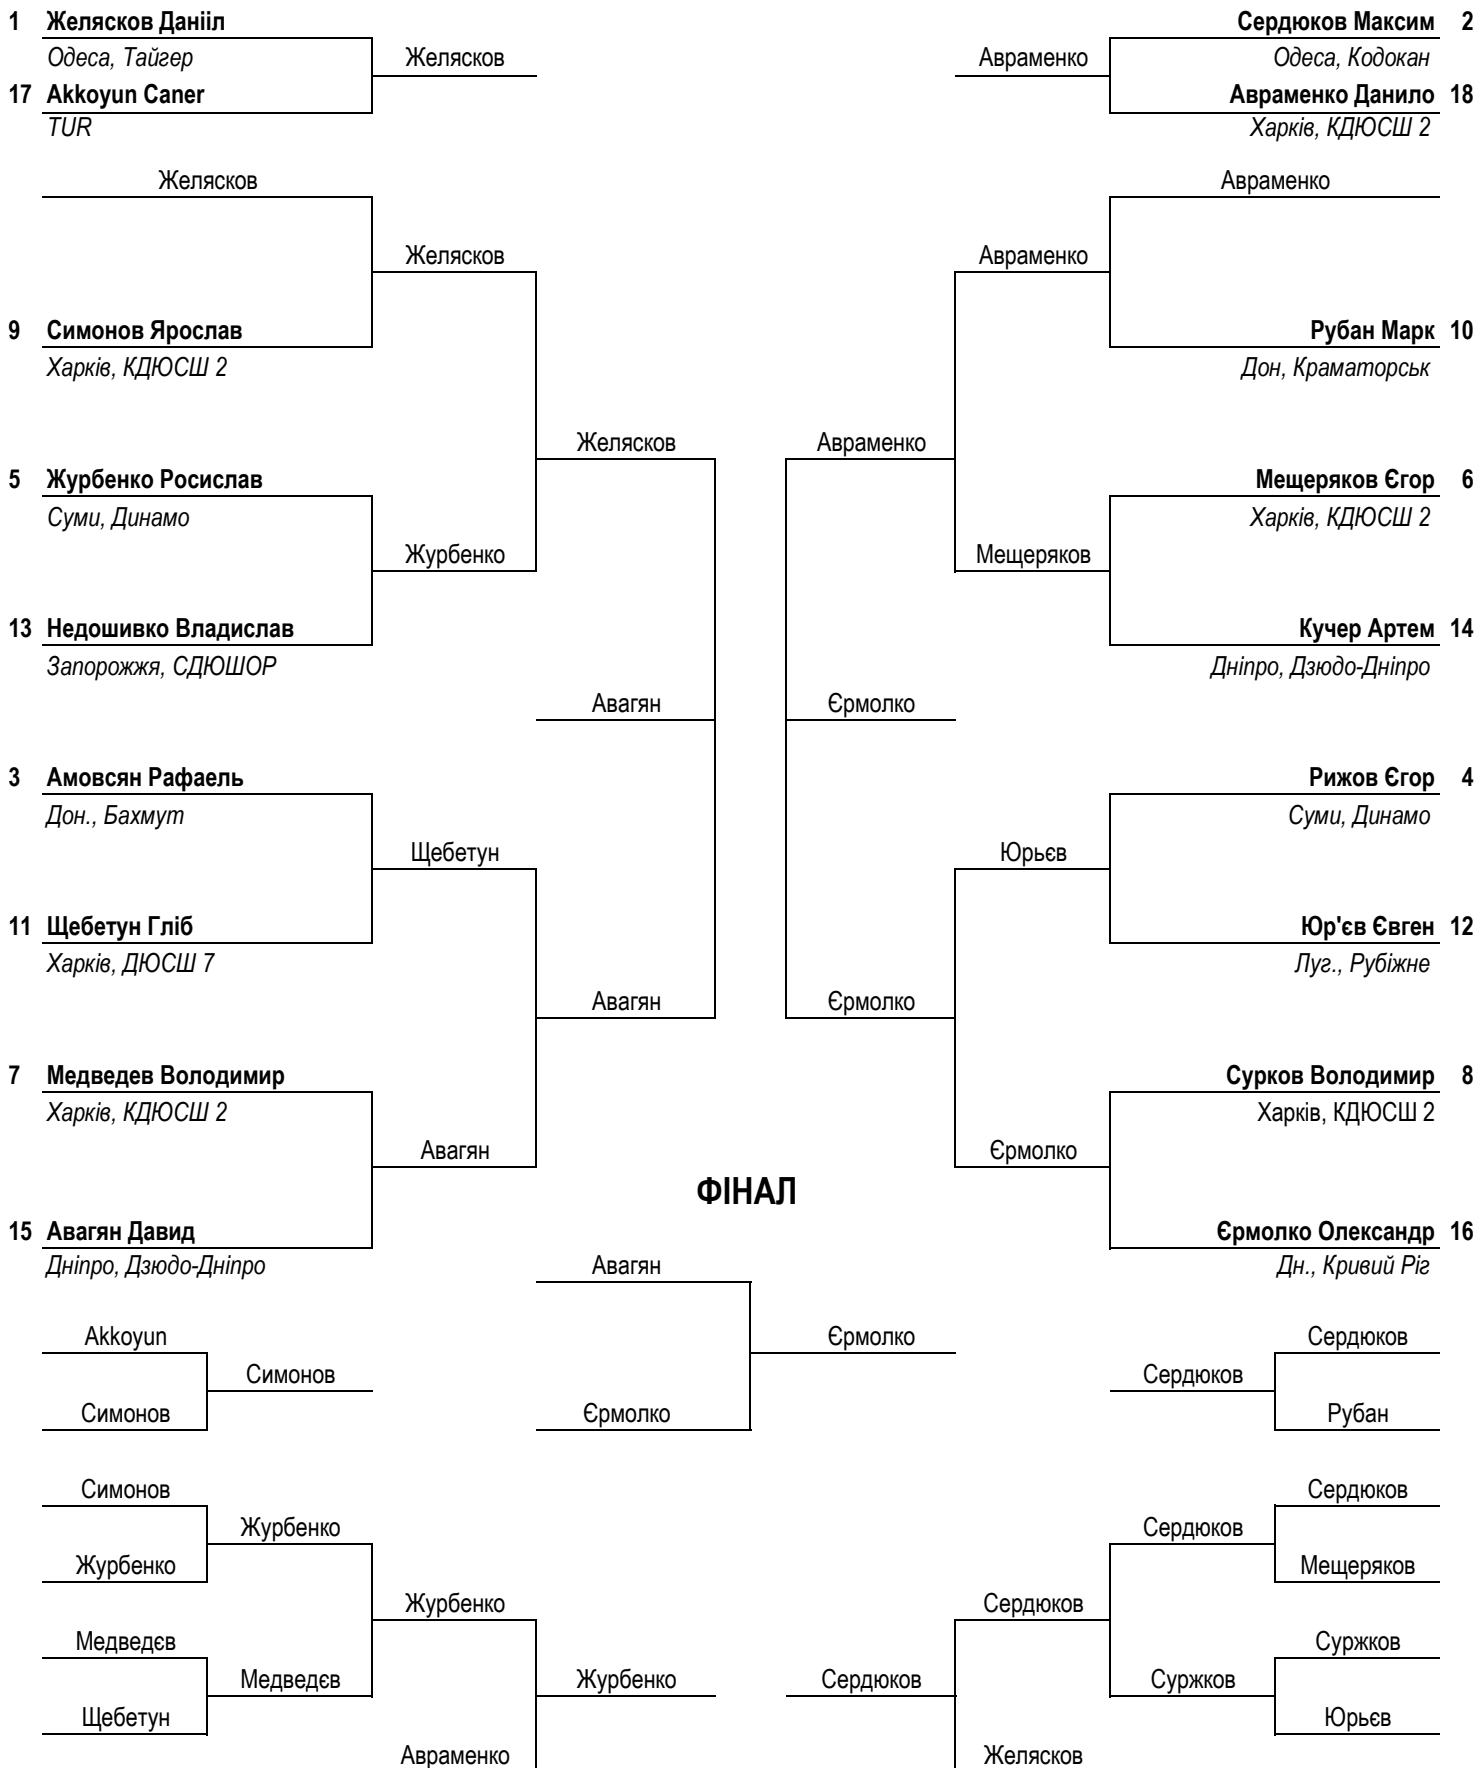 1 Желясков Данііл
Сердюков Максим 2
Одеса, Тайгер
Желясков
Авраменко
Одеса, Кодокан
17 Akkoyun Caner
Авраменко Данило 18
TUR
Харків, КДЮСШ 2
Желясков
Авраменко
Желясков
Авраменко
9 Симонов Ярослав
Рубан Марк 10
Харків, КДЮСШ 2
Дон, Краматорськ
Желясков
Авраменко
5 Журбенко Росислав
Мещеряков Єгор 6
Суми, Динамо
Харків, КДЮСШ 2
Журбенко
Мещеряков
13 Недошивко Владислав
Кучер Артем 14
Запорожжя, СДЮШОР
Дніпро, Дзюдо-Дніпро
Авагян
Єрмолко
3 Амовсян Рафаель
Рижов Єгор 4
Дон., Бахмут
Суми, Динамо
Щебетун
Юрьєв
11 Щебетун Гліб
Юр'єв Євген 12
Харків, ДЮСШ 7
Луг., Рубіжне
Авагян
Єрмолко
7 Медведев Володимир
Сурков Володимир 8
Харків, КДЮСШ 2
Харків, КДЮСШ 2
Авагян
Єрмолко
ФІНАЛ
15 Авагян Давид
Єрмолко Олександр 16
Дніпро, Дзюдо-Дніпро
Авагян
Дн., Кривий Ріг
Akkoyun
Єрмолко
Сердюков
Симонов
Сердюков
Симонов
Єрмолко
Рубан
Симонов
Сердюков
Журбенко
Сердюков
Журбенко
Мещеряков
Журбенко
Сердюков
Медведєв
Суржков
Медведєв
Журбенко
Сердюков
Суржков
Щебетун
Юрьєв
Авраменко
Желясков